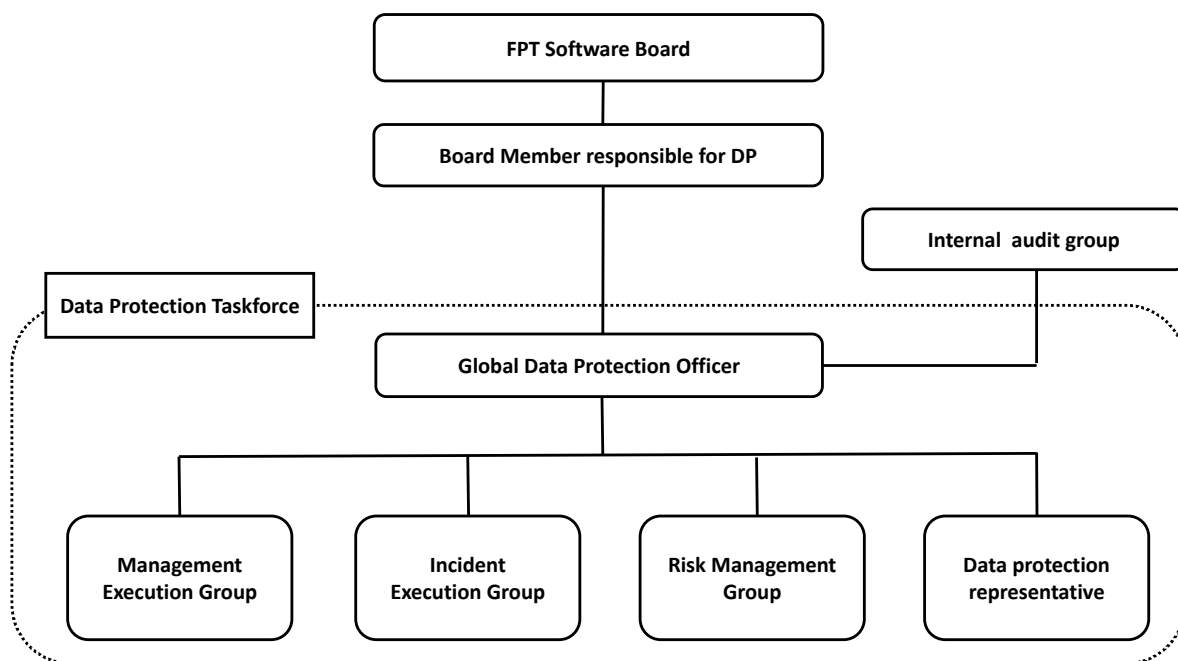 FPT Software Board
Board Member responsible for DP
Internal audit group
Data Protection Taskforce
Global Data Protection Officer
Management
Execution Group
Incident
Execution Group
Risk Management
Group
Data protection
representative